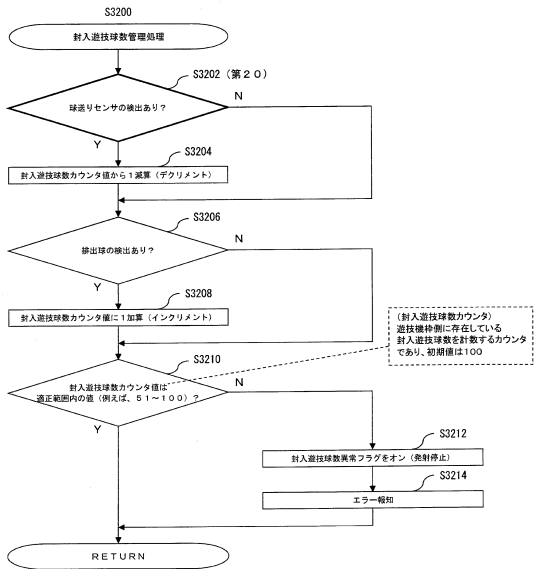 S3200
封入遊技球数管理処理
S3202(第20)
球送りセンサの検出あり?
N
Y
S3204
封入遊技球数カウンタ値から1減算(デクリメント)
S3206
排出球の検出あり?
N
Y
S3208
封入遊技球数カウンタ値に1加算(インクリメント)
(封入遊技球数カウンタ)
遊技機枠側に存在している
封入遊技球数を計数するカウンタ
であり、初期値は100
S3210
封入遊技球数カウンタ値は
適正範囲内の値(例えば、51~100)?
N
Y
S3212
封入遊技球数異常フラグをオン(発射停止)
S3214
エラー報知
RETURN